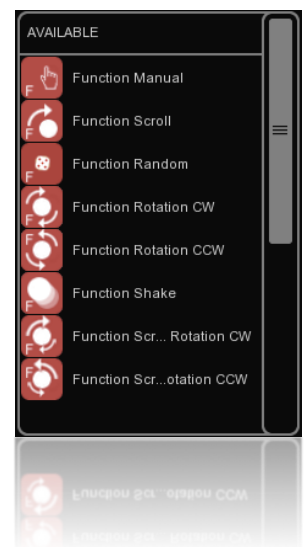 AVAILABLE
F Function Manual
F Function Scroll
F Function Random
F Function Rotation CW
F Function Rotation CCW
F Function Shake
F Function Scr... Rotation CW
F Function Scr...otation CCW